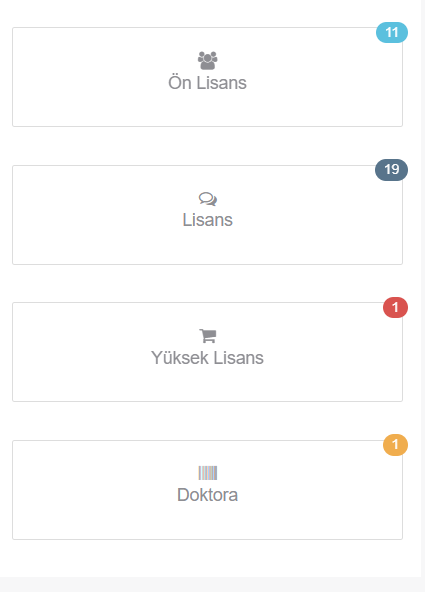 11
Ön Lisans
19
Lisans
1
Yüksek Lisans
1
Doktora